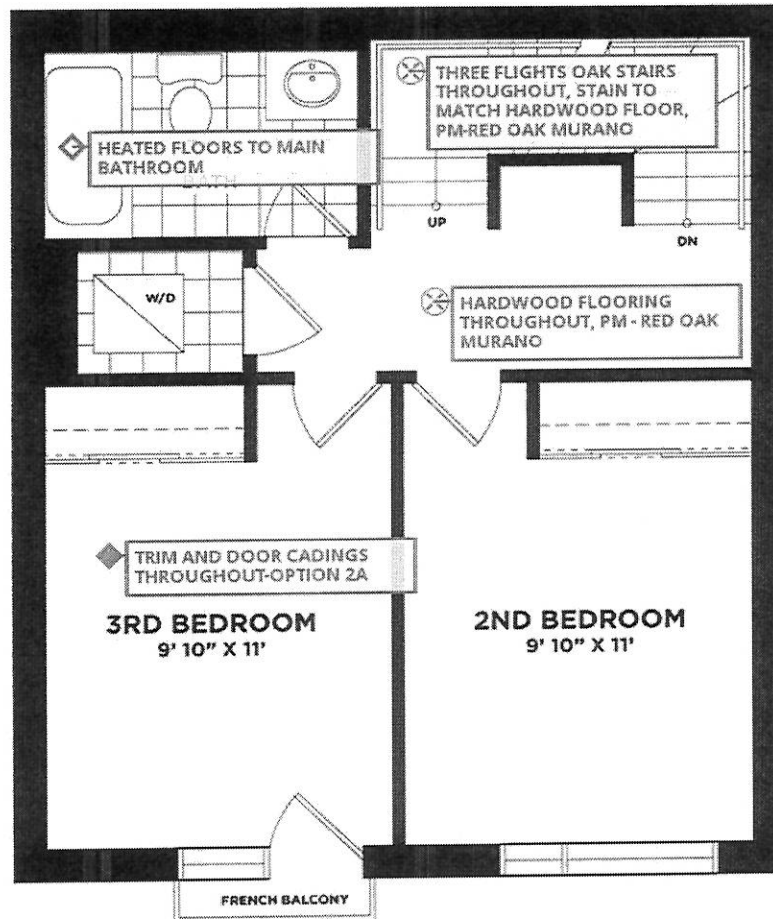 THREE FLIGHTS OAK STAIRS
THROUGHOUT, STAIN TO
MATCH HARDWOOD FLOOR,
PM-RED OAK MURANO
HEATED FLOORS TO MAIN
BATHROOM
BATH
UP
DN
W/D
HARDWOOD FLOORING
THROUGHOUT, PM - RED OAK
MURANO
TRIM AND DOOR CADINGS
THROUGHOUT-OPTION 2A
3RD BEDROOM
9' 10" X 11'
2ND BEDROOM
9' 10" X 11'
FRENCH BALCONY